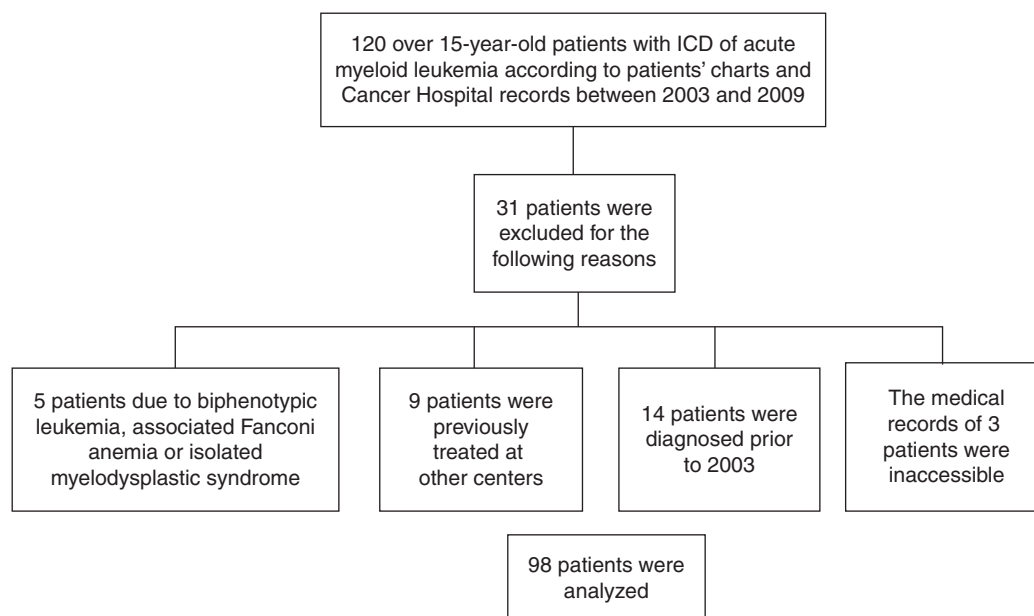 120 over 15-year-old patients with ICD of acute
myeloid leukemia according to patients’ charts and
Cancer Hospital records between 2003 and 2009
31 patients were
excluded for the
following reasons
5 patients due to biphenotypic
leukemia, associated Fanconi
anemia or isolated
myelodysplastic syndrome
9 patients were
previously
treated at
other centers
14 patients were
diagnosed prior
to 2003
The medical
records of 3
patients were
inaccessible
98 patients were
analyzed